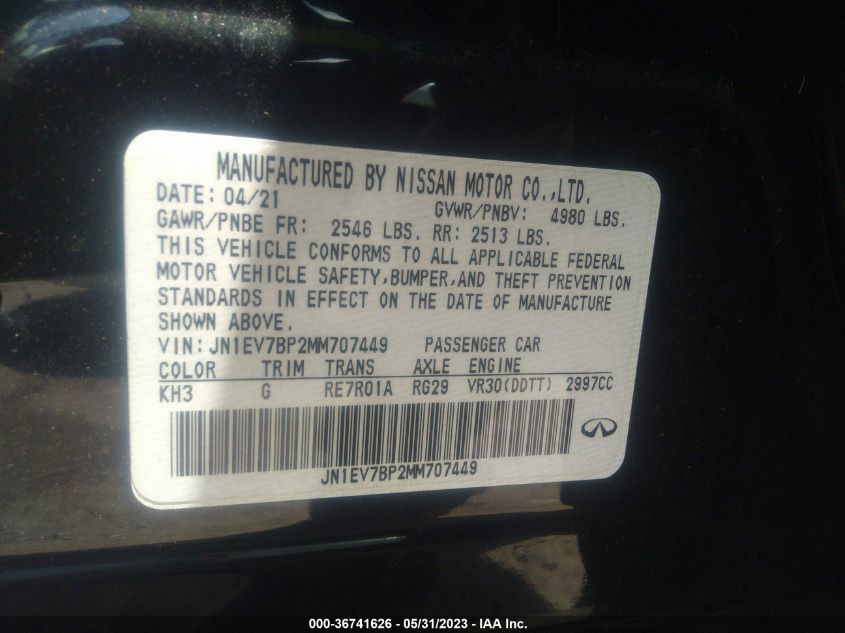 MANUFACTURED BY NISSAN MOTOR CO.,LTD.
DATE: 04/21 GVWR/PNBV: 4980 LBS.
GAWR/PNBE FR: 2546 LBS. RR: 2513 LBS.
THIS VEHICLE CONFORMS TO ALL APPLICABLE FEDERAL
MOTOR VEHICLE SAFETY,BUMPER,AND THEFT PREVENTION
STANDARDS IN EFFECT ON THE DATE OF MANUFACTURE
SHOWN ABOVE.
VIN:JN1EV7BP2MM707449 PASSENGER CAR
COLOR TRIM TRANS AXLE ENGINE
KH3 G RE7R01A RG29 VR30(DDTT) 2997CC
JN1EV7BP2MM707449
000-36741626 - 05/31/2023 - IAA Inc.